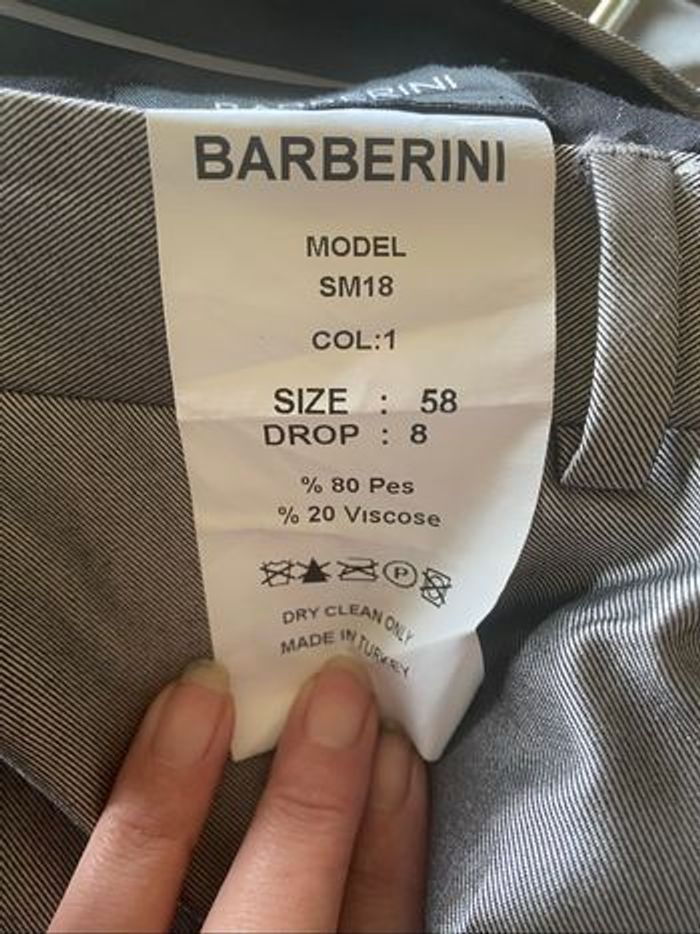 BARBERINI
BARBERINI
MODEL
SM18
COL:1
SIZE : 58
DROP : 8
% 80 Pes
% 20 Viscose
P
DRY CLEAN ONLY
MADE IN TURKEY